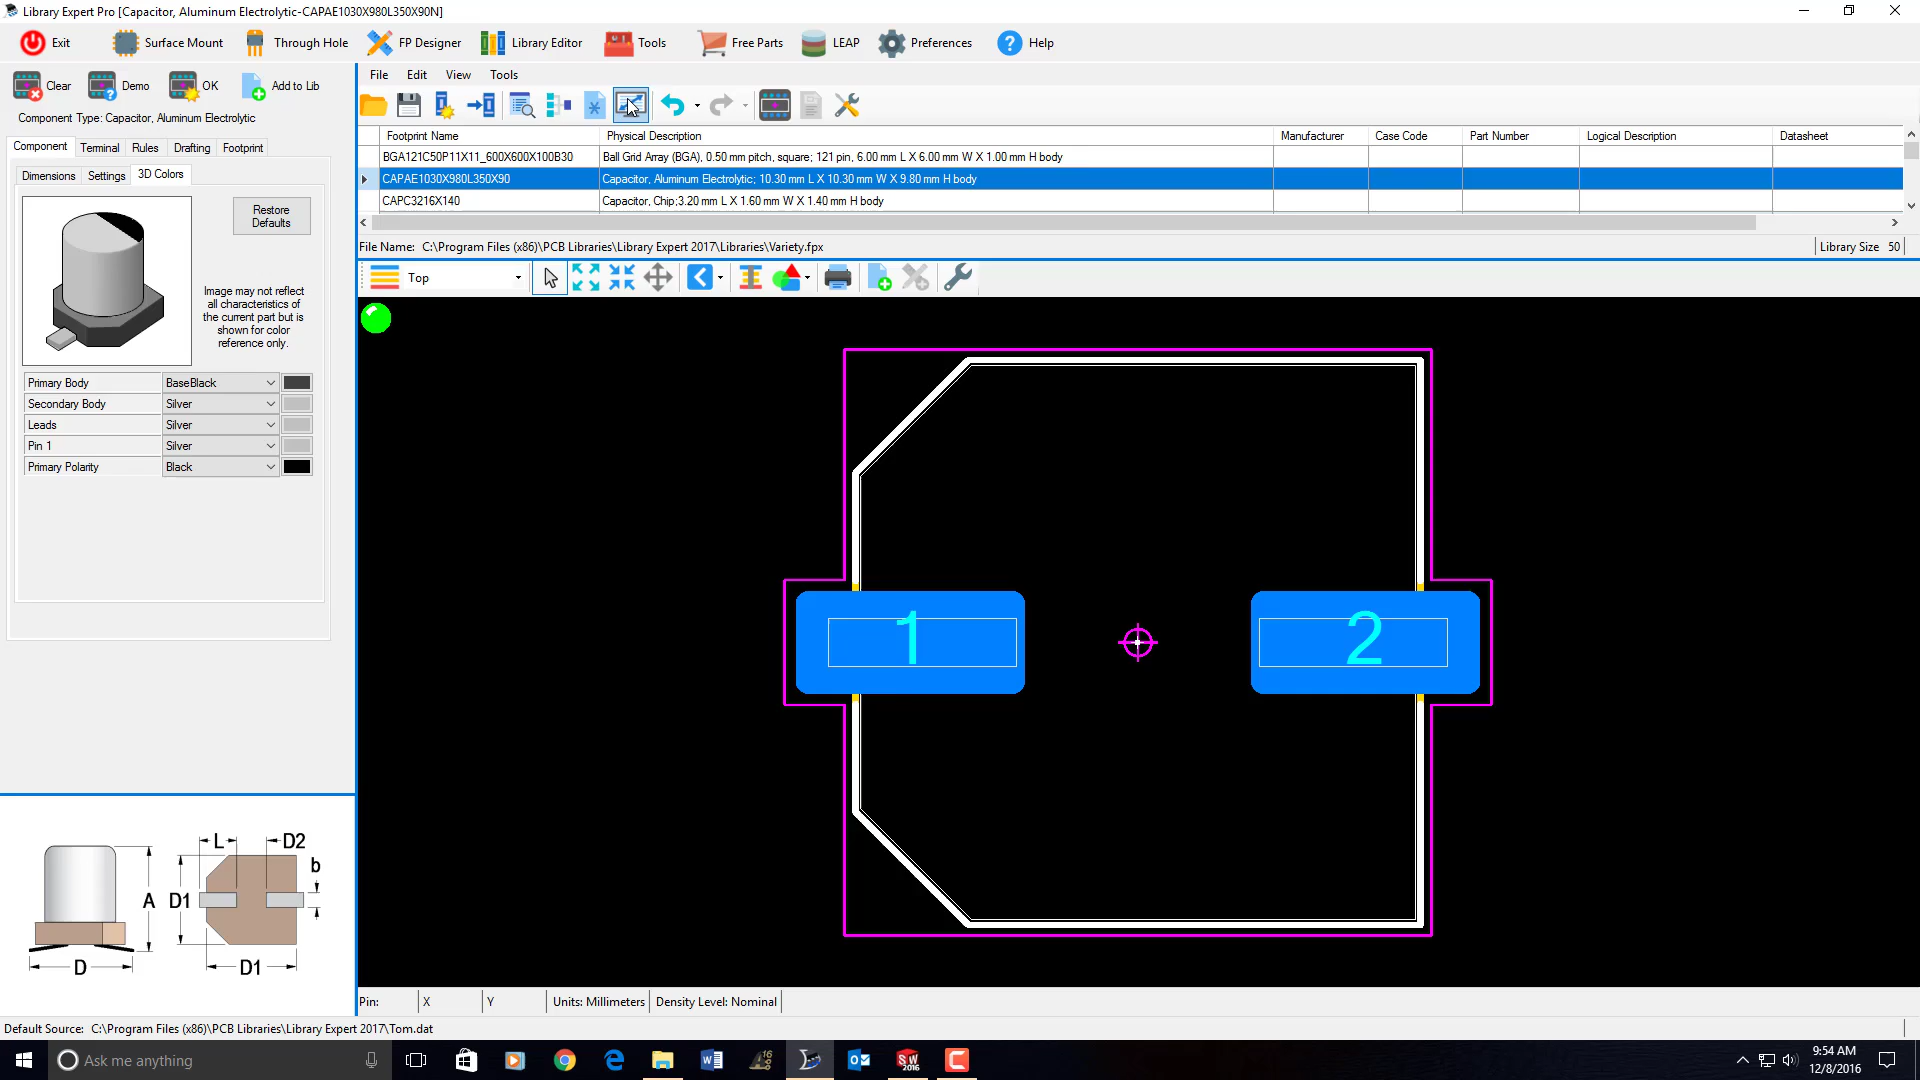 Library Expert Pro [Capacitor, Aluminum Electrolytic-CAPAE1030X980L350X90N]
Exit Surface Mount Through Hole FP Designer Library Editor Tools Free Parts LEAP Preferences Help
Clear Demo OK Add to Lib
File Edit View Tools
Component Type: Capacitor, Aluminum Electrolytic
Component Terminal Rules Drafting Footprint
Dimensions Settings 3D Colors
Restore
Defaults
Image may not reflect
all characteristics of
the current part but is
shown for color
reference only.
Primary Body BaseBlack
Secondary Body Silver
Leads Silver
Pin 1 Silver
Primary Polarity Black
Footprint Name Physical Description Manufacturer Case Code Part Number Logical Description Datasheet
BGA121C50P11X11_600X600X100B30 Ball Grid Array (BGA), 0.50 mm pitch, square; 121 pin, 6.00 mm L X 6.00 mm W X 1.00 mm H body
CAPAE1030X980L350X90 Capacitor, Aluminum Electrolytic; 10.30 mm L X 10.30 mm W X 9.80 mm H body
CAPC3216X140 Capacitor, Chip;3.20 mm L X 1.60 mm W X 1.40 mm H body
File Name: C:\Program Files (x86)\PCB Libraries\Library Expert 2017\Libraries\Variety.fpx Library Size 50
Top
1 2
L D2
b
A D1
D D1
Pin: X Y Units: Millimeters Density Level: Nominal
Default Source: C:\Program Files (x86)\PCB Libraries\Library Expert 2017\Tom.dat
Ask me anything
16
SW
2016
9:54 AM
12/8/2016